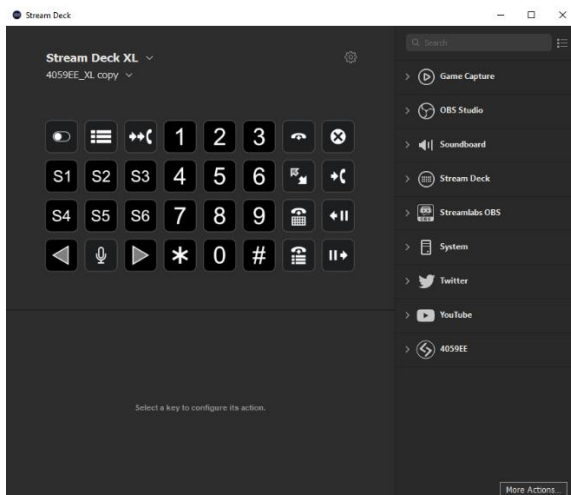 Stream Deck
Stream Deck XL
4059EE_XL copy
1 2 3
S1 S2 S3 4 5 6
S4 S5 S6 7 8 9
* 0 #
Select a key to configure its action.
Search
Game Capture
OBS Studio
Soundboard
Stream Deck
OBS
Streamlabs OBS
System
Twitter
YouTube
4059EE
More Actions...